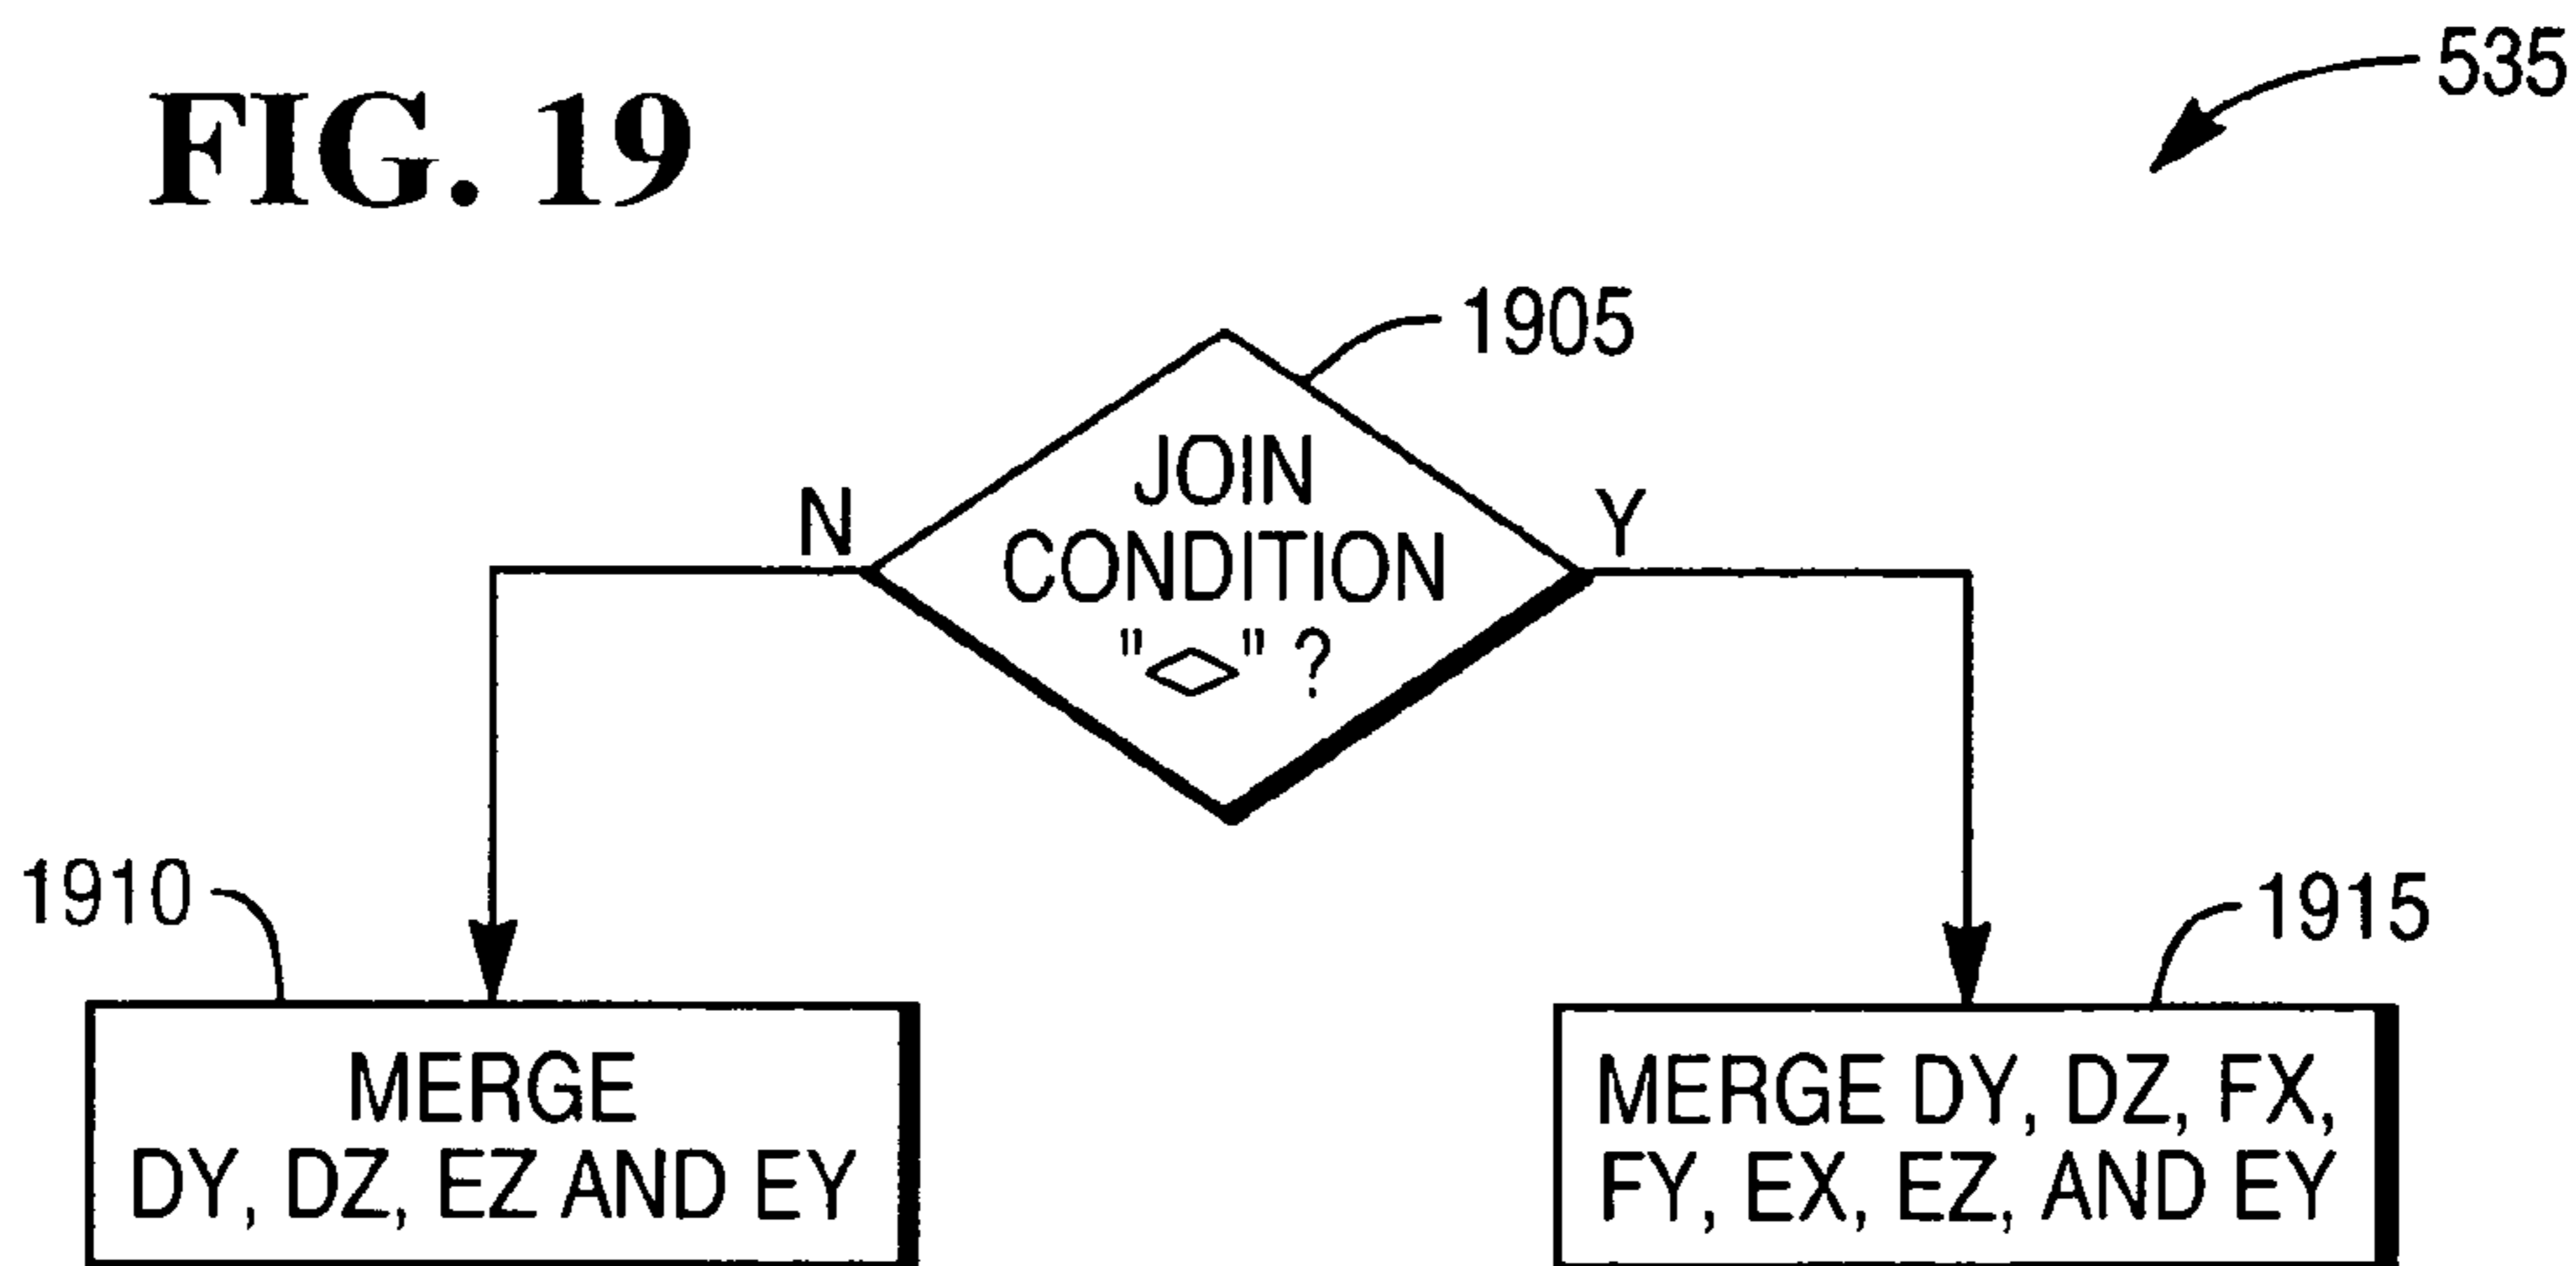 FIG. 19
535
1905
JOIN
CONDITION
"<>" ?
N
Y
1910
1915
MERGE
DY, DZ, EZ AND EY
MERGE DY, DZ, FX,
FY, EX, EZ, AND EY